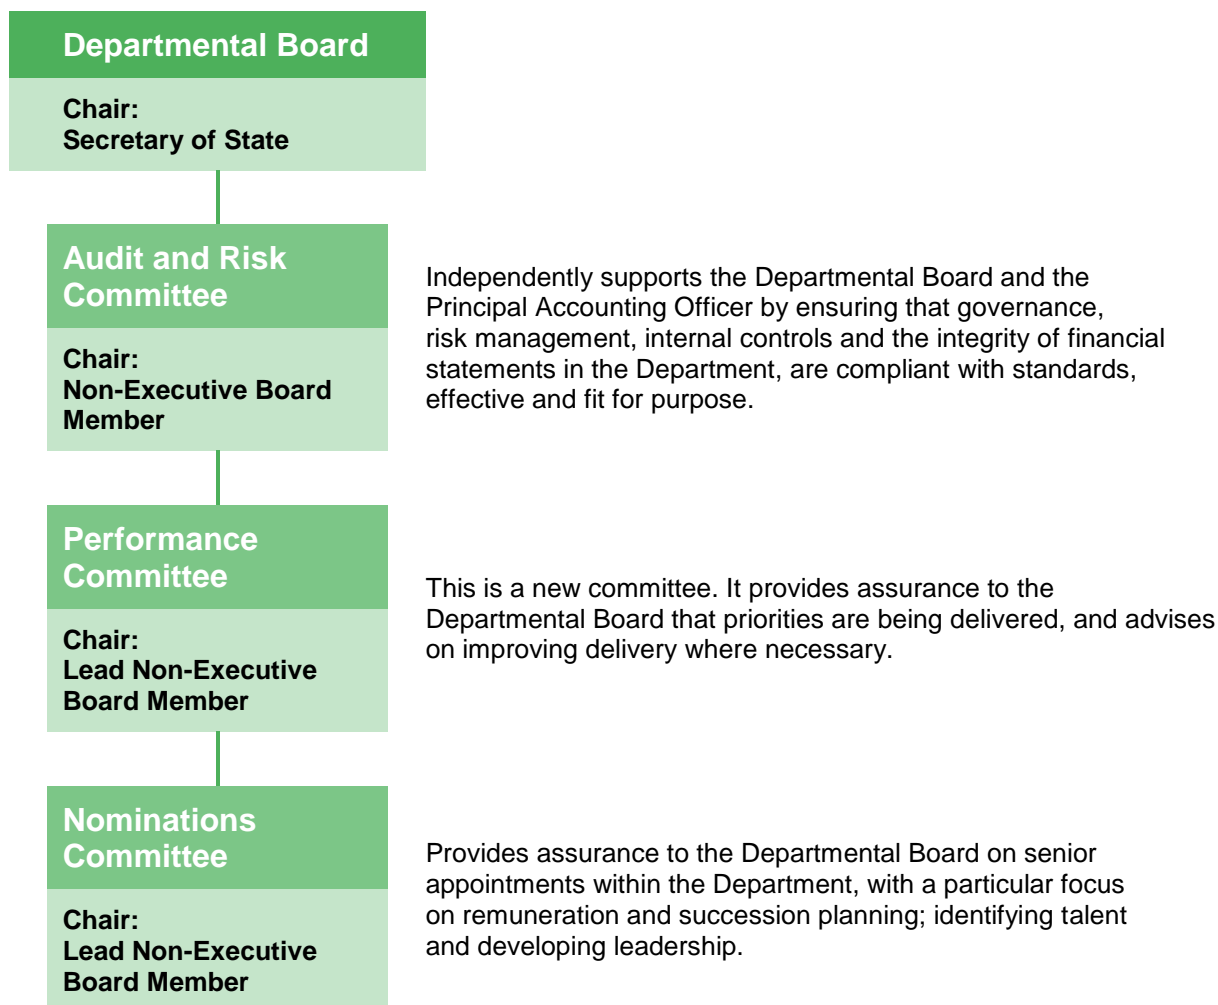 Departmental Board
Chair:
Secretary of State
Audit and Risk
Committee
Chair:
Non-Executive Board
Member
Independently supports the Departmental Board and the
Principal Accounting Officer by ensuring that governance,
risk management, internal controls and the integrity of financial
statements in the Department, are compliant with standards,
effective and fit for purpose.
Performance
Committee
Chair:
Lead Non-Executive
Board Member
This is a new committee. It provides assurance to the
Departmental Board that priorities are being delivered, and advises
on improving delivery where necessary.
Nominations
Committee
Chair:
Lead Non-Executive
Board Member
Provides assurance to the Departmental Board on senior
appointments within the Department, with a particular focus
on remuneration and succession planning; identifying talent
and developing leadership.